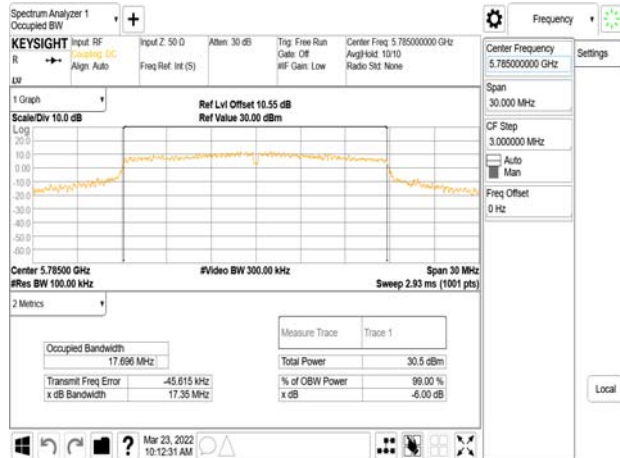 Spectrum Analyzer 1
Occupied BW
Frequency
KEYSIGHT
Input: RF
Coupling: DC
Align: Auto
Input Z: 50 Ω
Freq Ref: Int (S)
Atten: 30 dB
Trig: Free Run
Gate: Off
#IF Gain: Low
Center Freq: 5.785000000 GHz
Avg|Hold: 10/10
Radio Std: None
R
LXI
Center Frequency
5.785000000 GHz
Settings
Span
30.000 MHz
CF Step
3.000000 MHz
Auto
Man
Freq Offset
0 Hz
Local
1 Graph
Scale/Div 10.0 dB
Ref Lvl Offset 10.55 dB
Ref Value 30.00 dBm
Log
20.0
10.0
0.00
-10.0
-20.0
-30.0
-40.0
-50.0
-60.0
Center 5.78500 GHz
#Res BW 100.00 kHz
#Video BW 300.00 kHz
Span 30 MHz
Sweep 2.93 ms (1001 pts)
2 Metrics
Measure Trace Trace 1
Occupied Bandwidth
17.696 MHz
Total Power 30.5 dBm
Transmit Freq Error -45.615 kHz
% of OBW Power 99.00 %
x dB Bandwidth 17.35 MHz
x dB -6.00 dB
Mar 23, 2022
10:12:31 AM